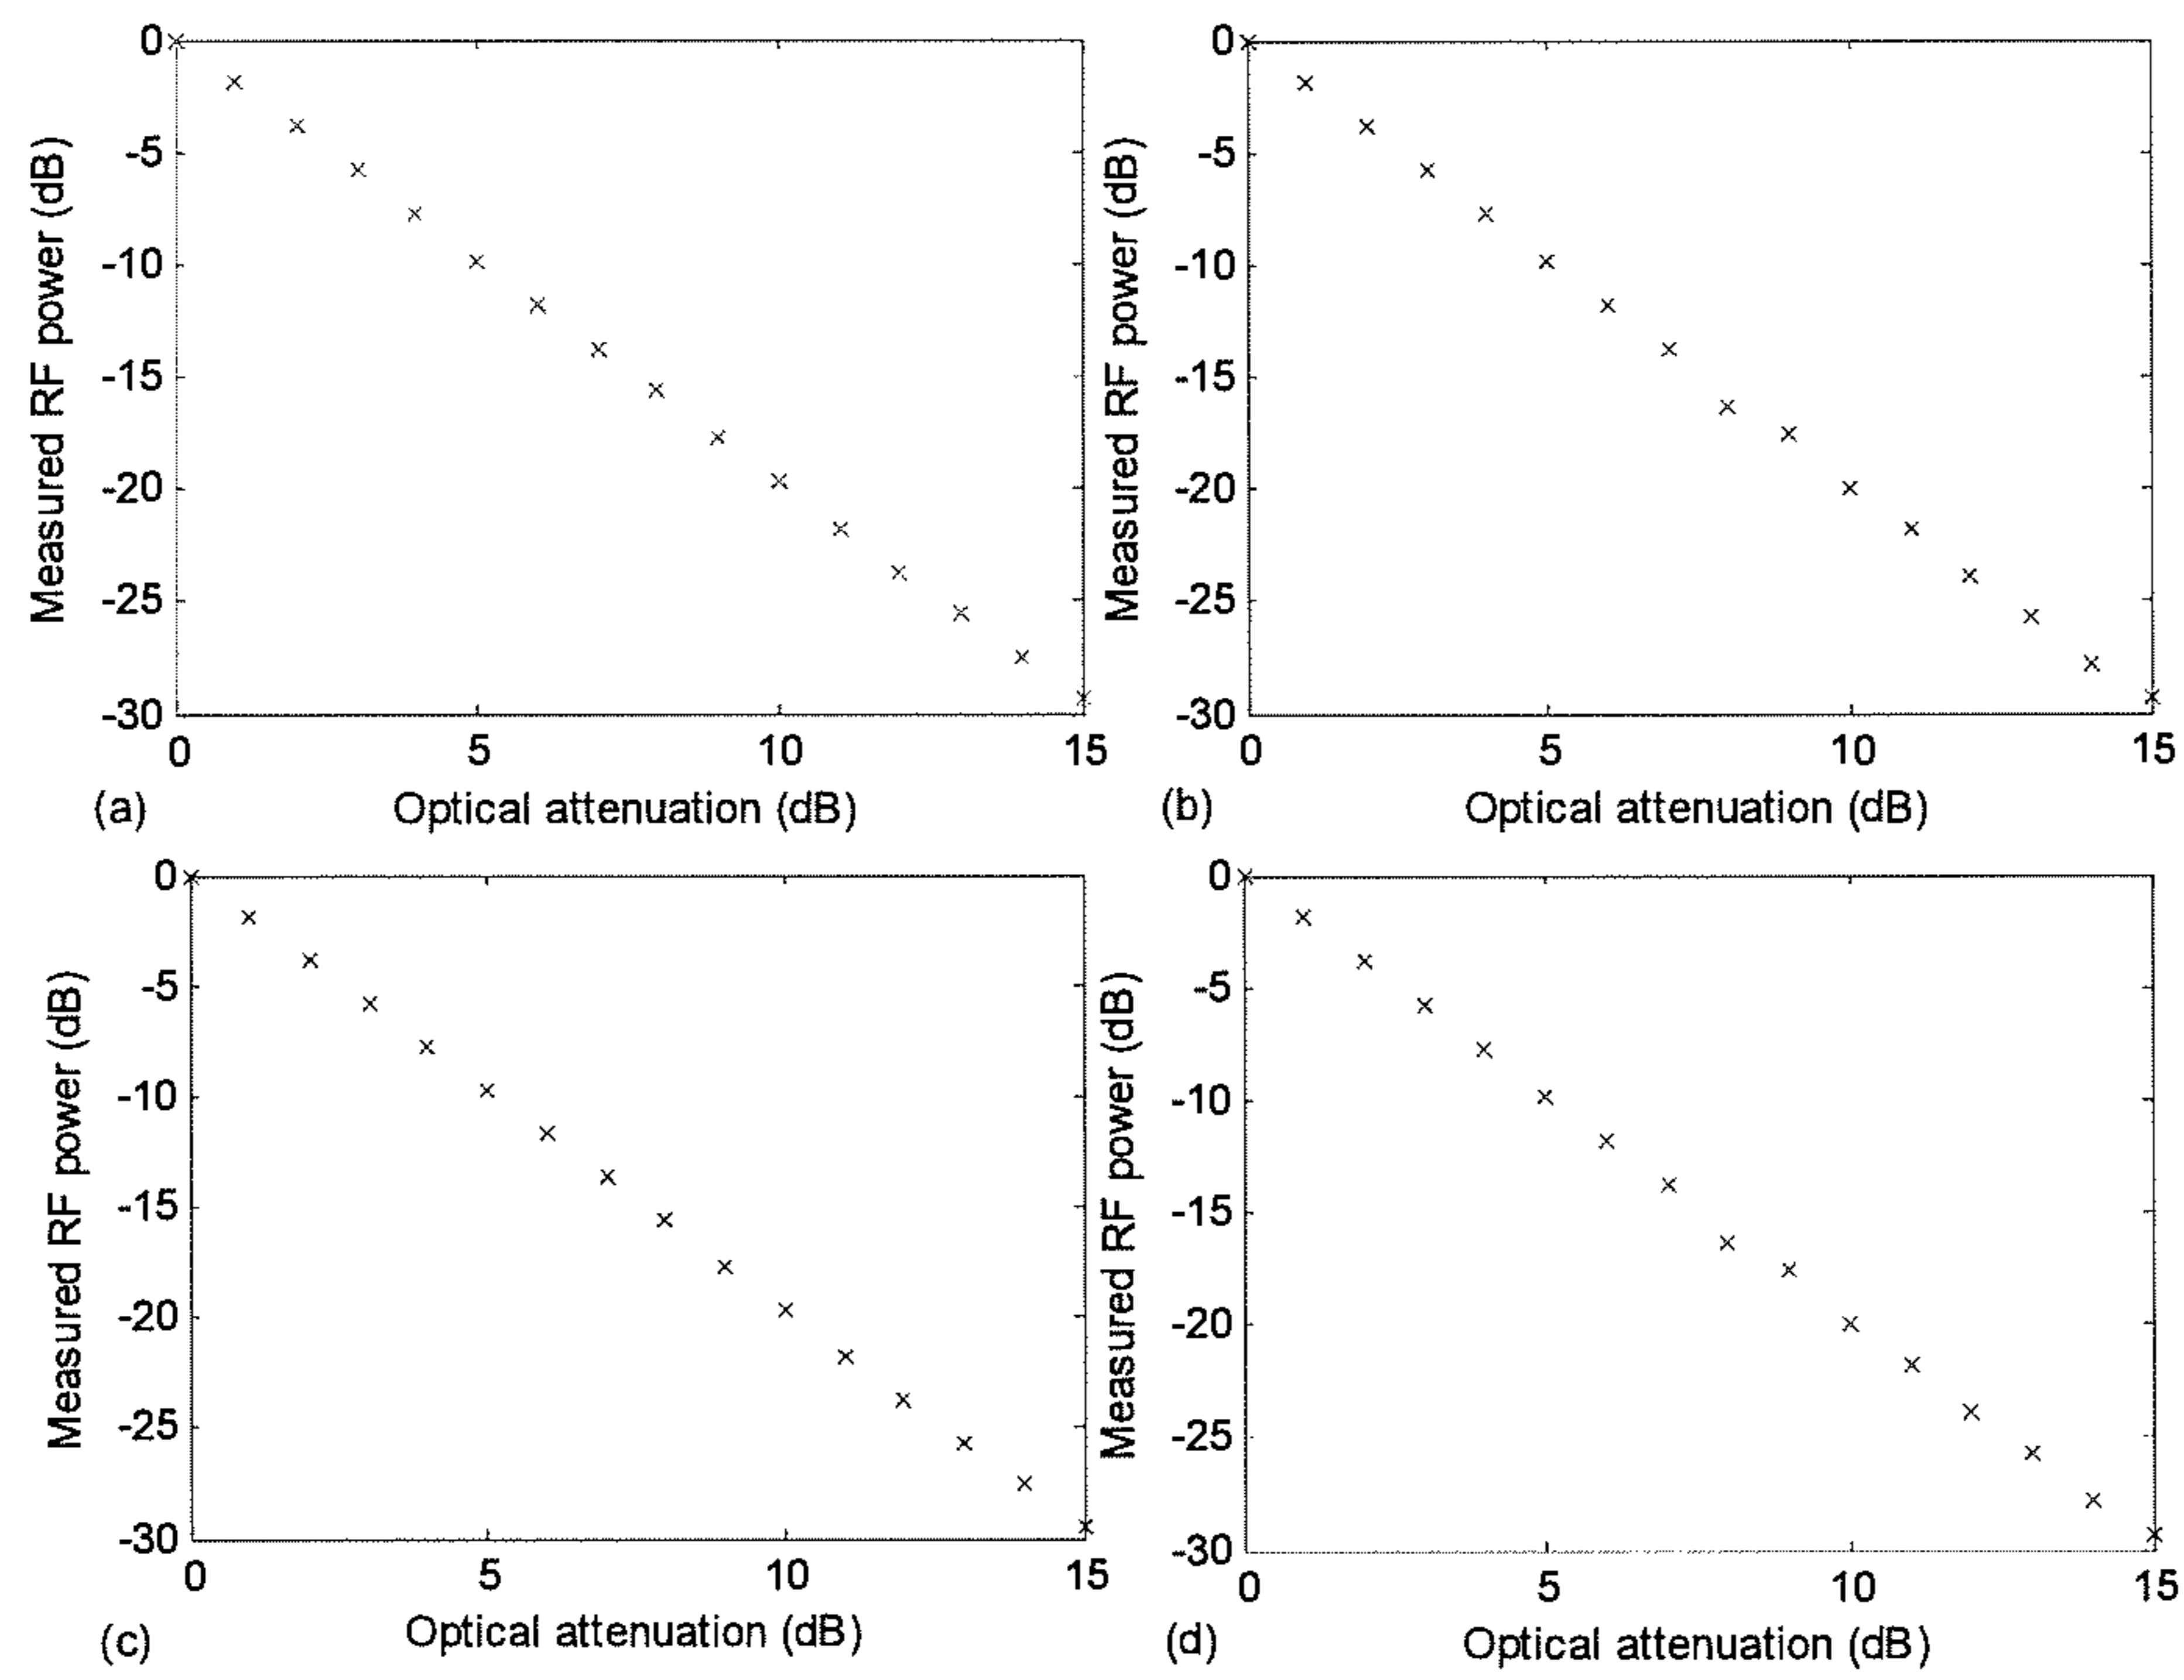 0
-5
-10
-15
-20
-25
-30
0 5 10 15
Measured RF power (dB)
(a) Optical attenuation (dB)
0
-5
-10
-15
-20
-25
-30
0 5 10 15
Measured RF power (dB)
(b) Optical attenuation (dB)
0
-5
-10
-15
-20
-25
-30
0 5 10 15
Measured RF power (dB)
(c) Optical attenuation (dB)
0
-5
-10
-15
-20
-25
-30
0 5 10 15
Measured RF power (dB)
(d) Optical attenuation (dB)